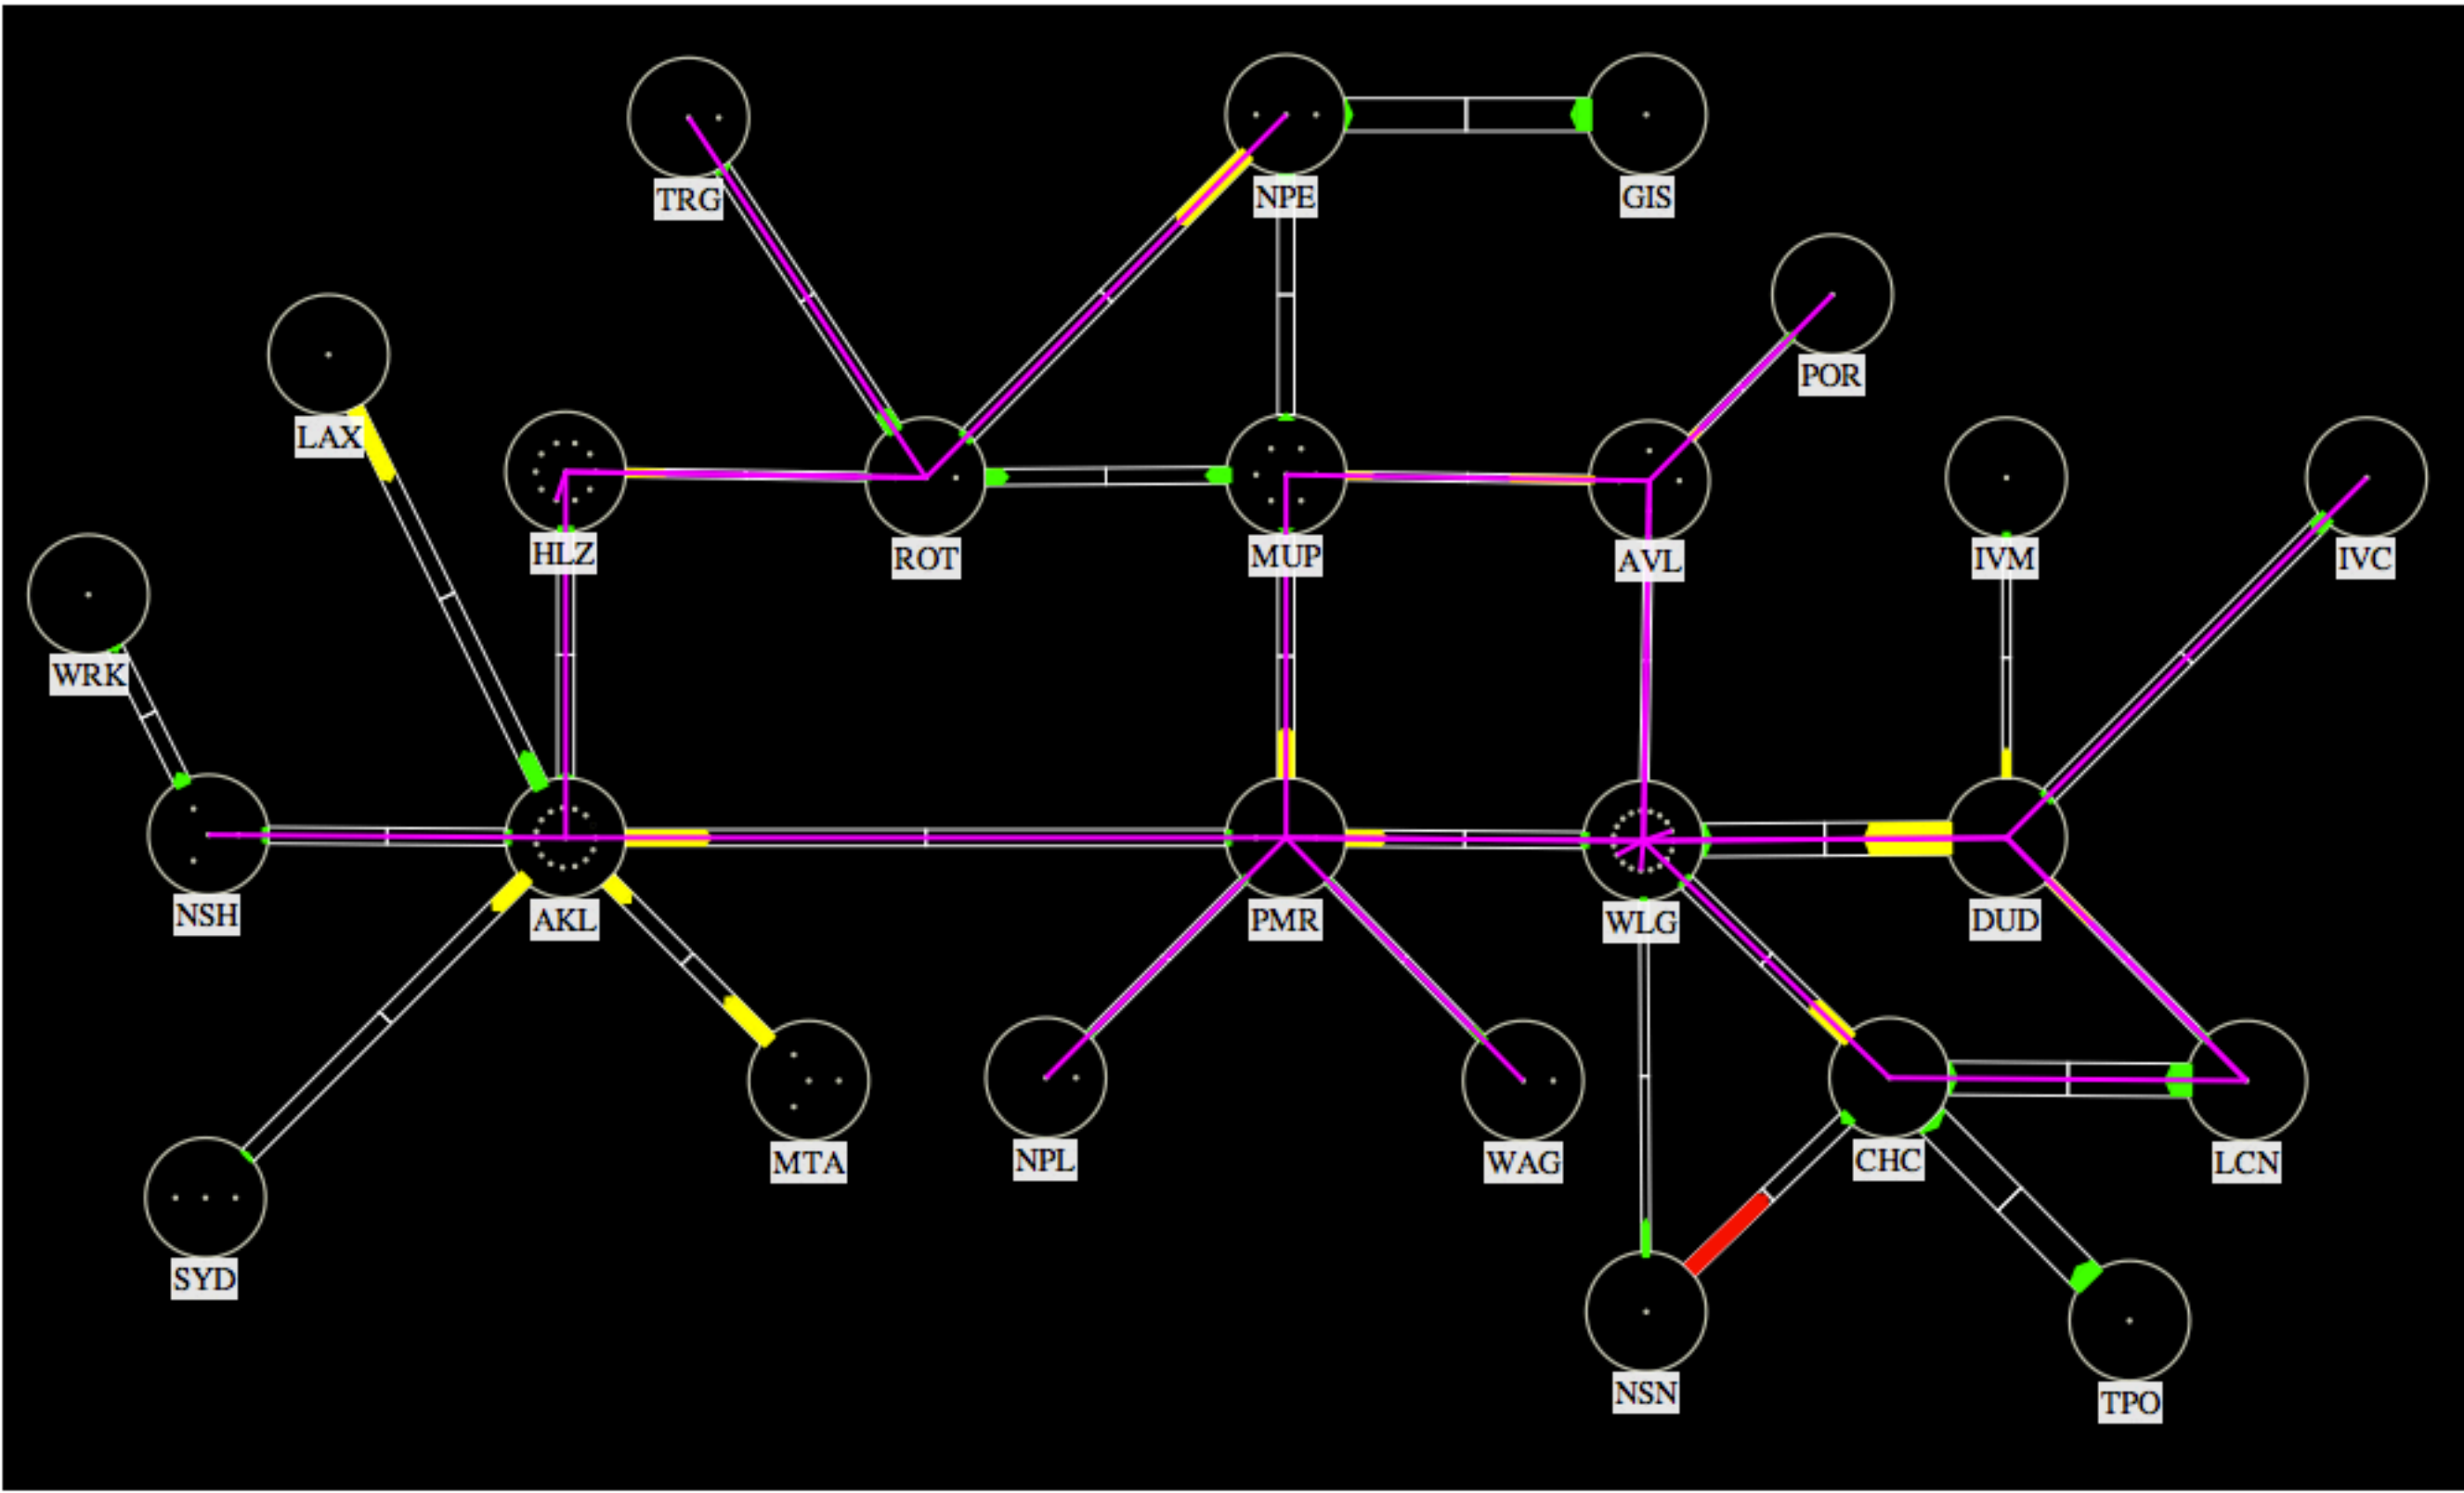 TRG
NPE
GIS
POR
LAX
HLZ
ROT
MUP
AVL
IVM
IVC
WRK
NSH
AKL
PMR
WLG
DUD
SYD
MTA
NPL
WAG
CHC
LCN
NSN
TPO